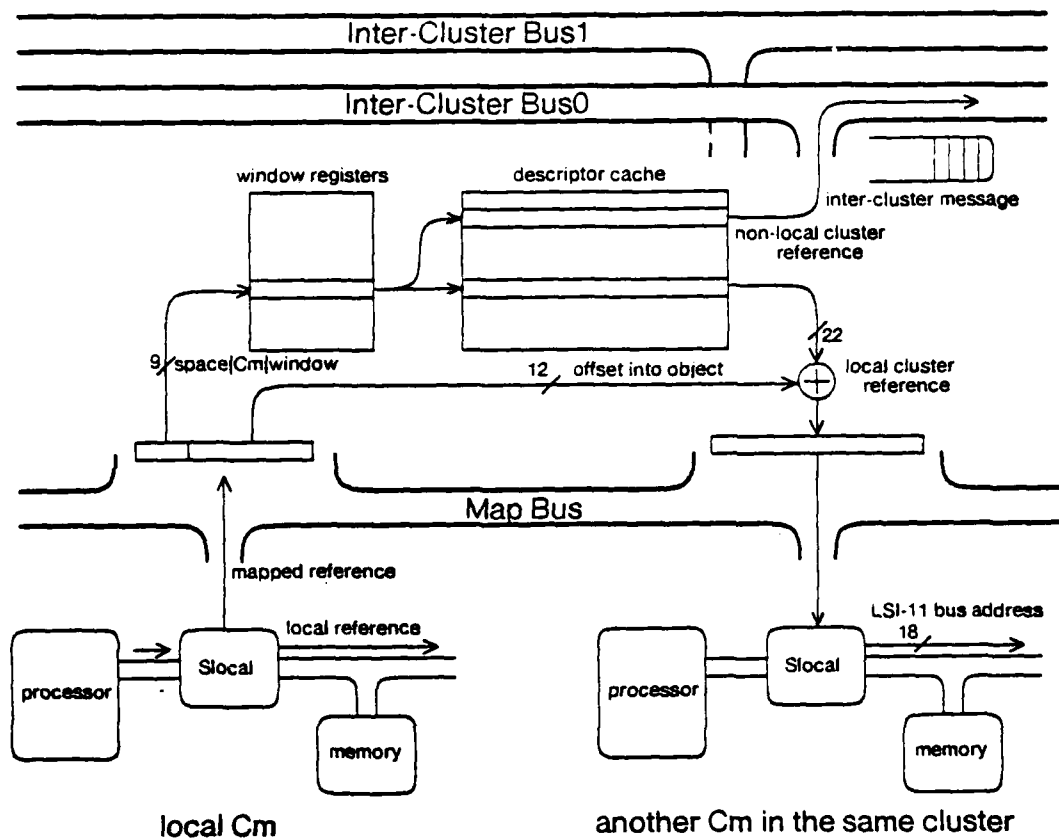 Inter-Cluster Bus1
Inter-Cluster Bus0
window registers
descriptor cache
inter-cluster message
non-local cluster
reference
9
space|Cm|window
22
12
offset into object
local cluster
reference
Map Bus
mapped reference
local reference
LSI-11 bus address
18
processor
Slocal
memory
processor
Slocal
memory
local Cm
another Cm in the same cluster